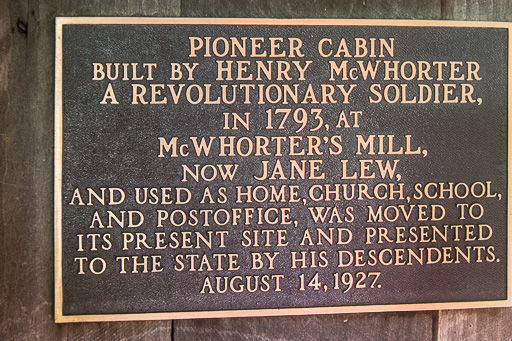 PIONEER CABIN
BUILT BY HENRY McWHORTER
A REVOLUTIONARY SOLDIER,
IN 1793, AT
McWHORTER'S MILL,
NOW JANE LEW,
AND USED AS HOME, CHURCH, SCHOOL,
AND POSTOFFICE, WAS MOVED TO
ITS PRESENT SITE AND PRESENTED
TO THE STATE BY HIS DESCENDENTS.
AUGUST 14, 1927.